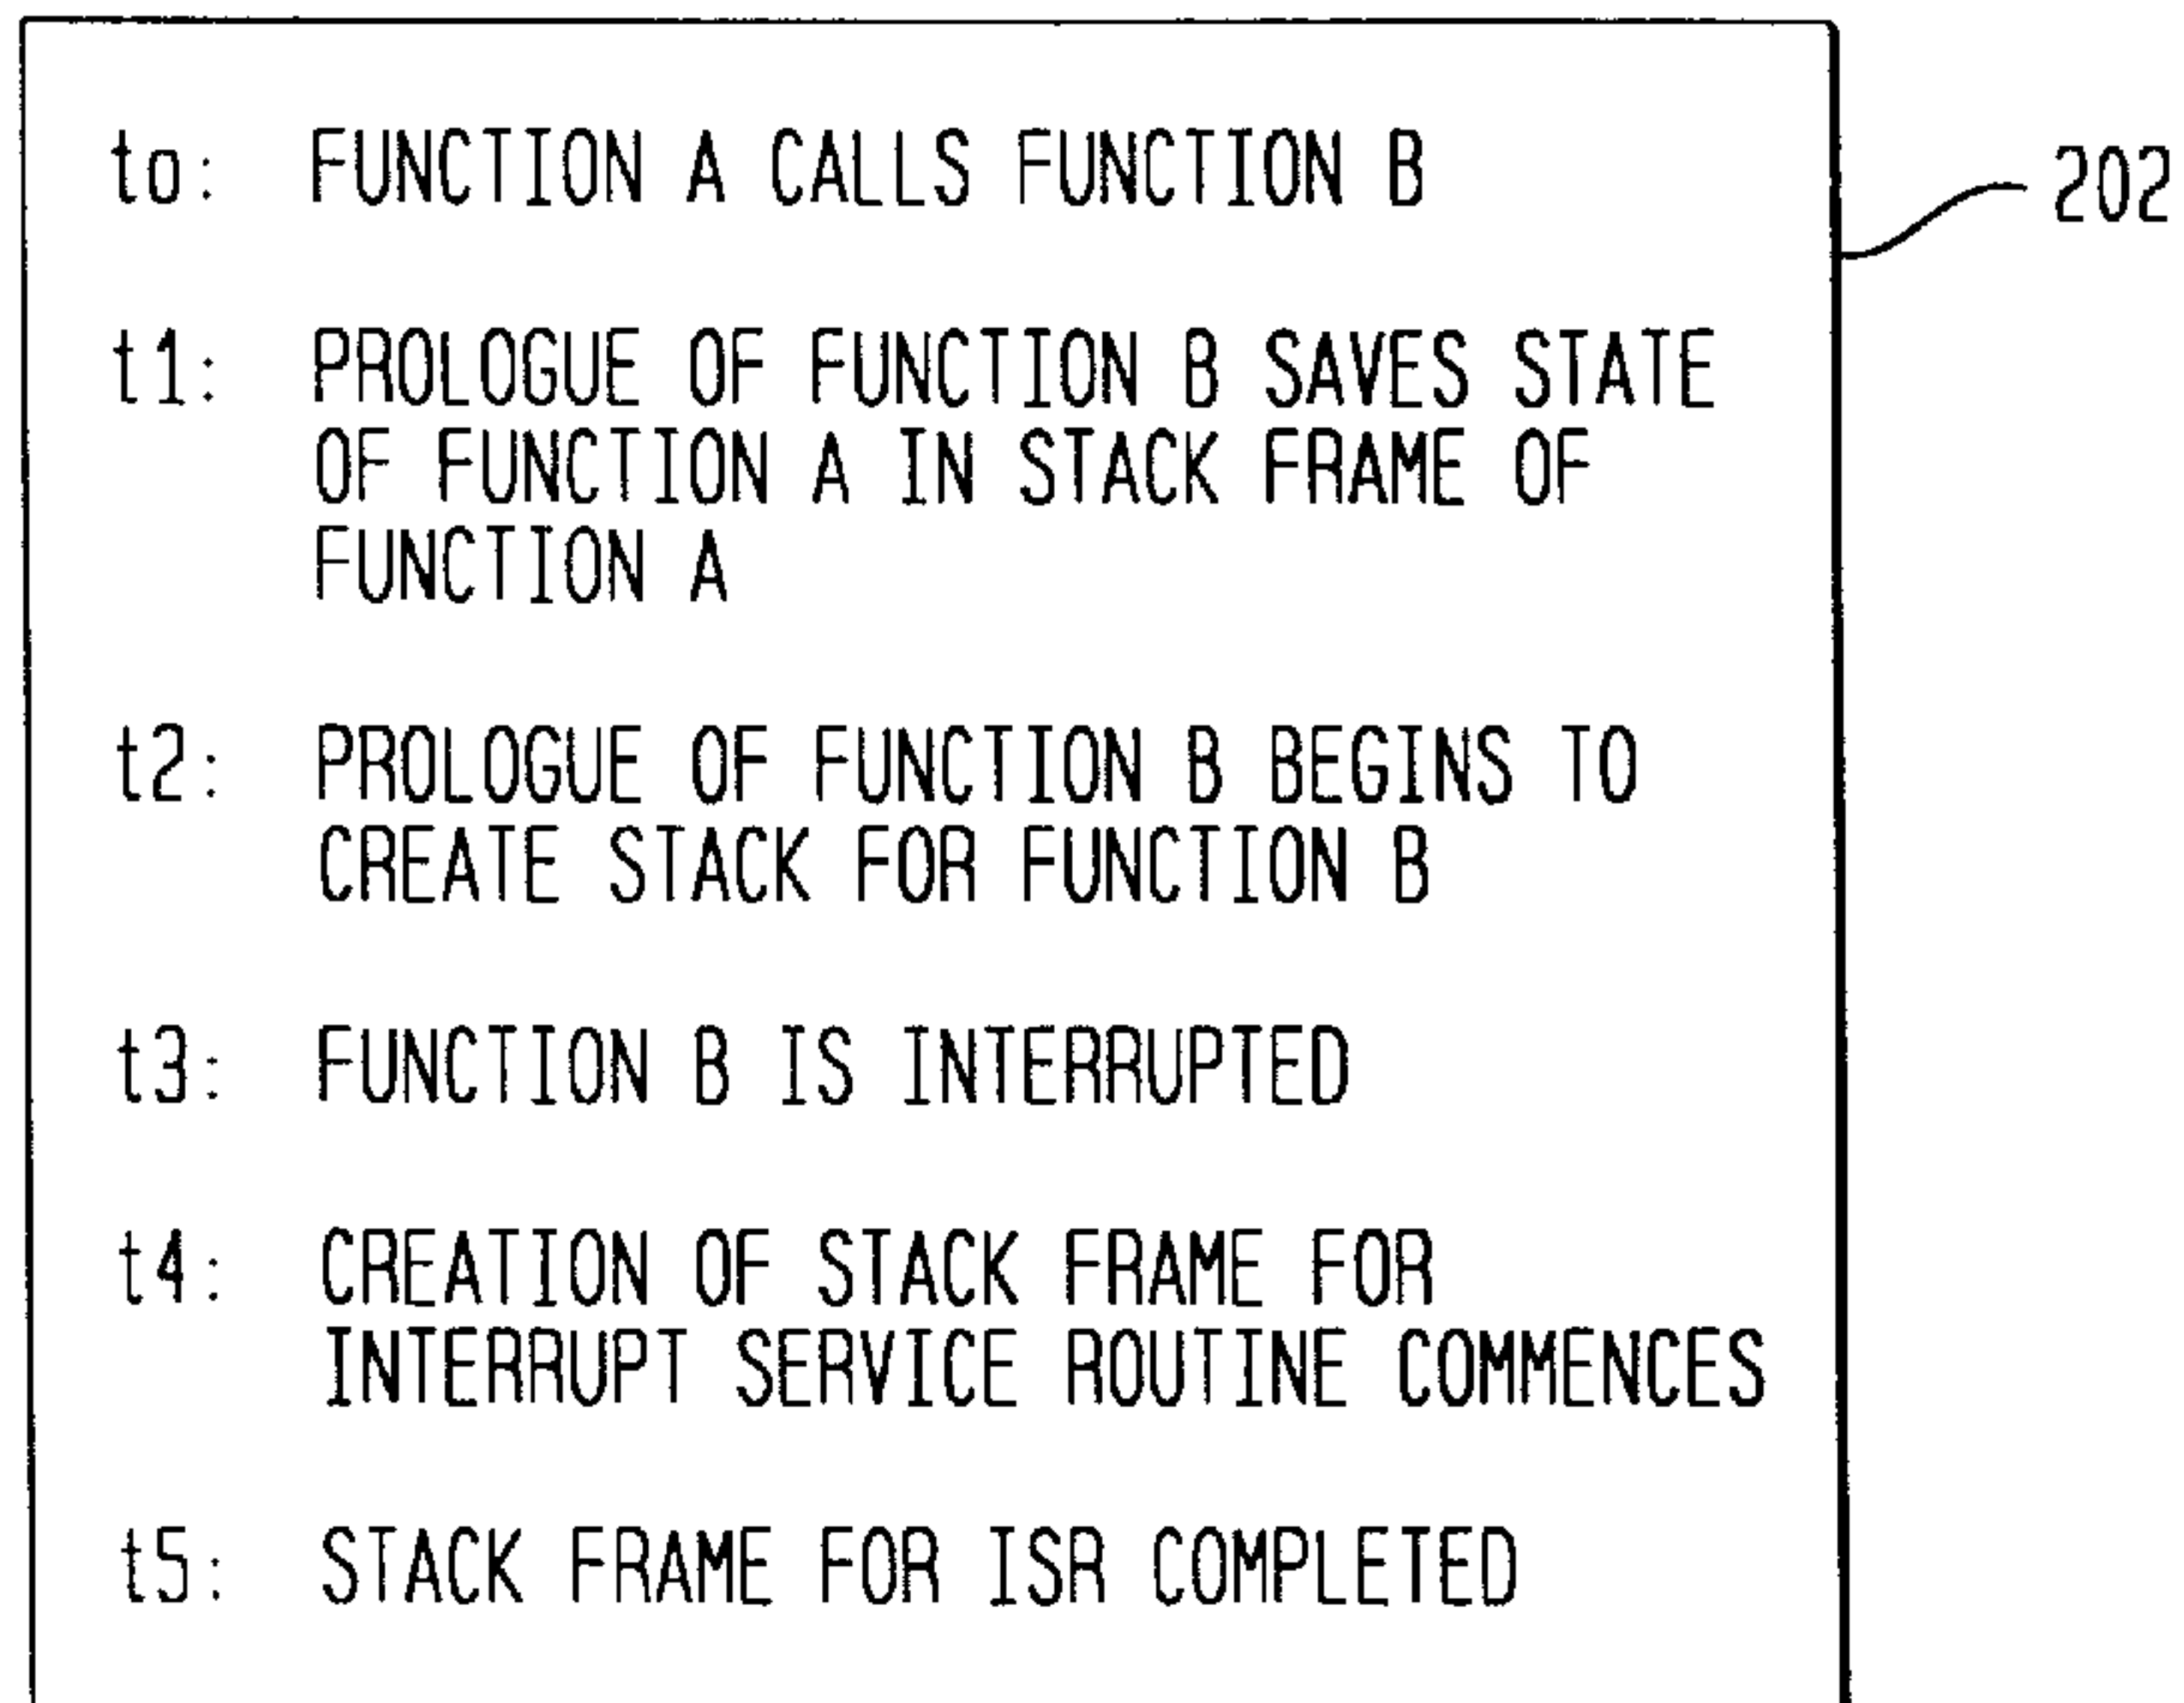 to: FUNCTION A CALLS FUNCTION B
202
t1: PROLOGUE OF FUNCTION B SAVES STATE
OF FUNCTION A IN STACK FRAME OF
FUNCTION A
t2: PROLOGUE OF FUNCTION B BEGINS TO
CREATE STACK FOR FUNCTION B
t3: FUNCTION B IS INTERRUPTED
t4: CREATION OF STACK FRAME FOR
INTERRUPT SERVICE ROUTINE COMMENCES
t5: STACK FRAME FOR ISR COMPLETED